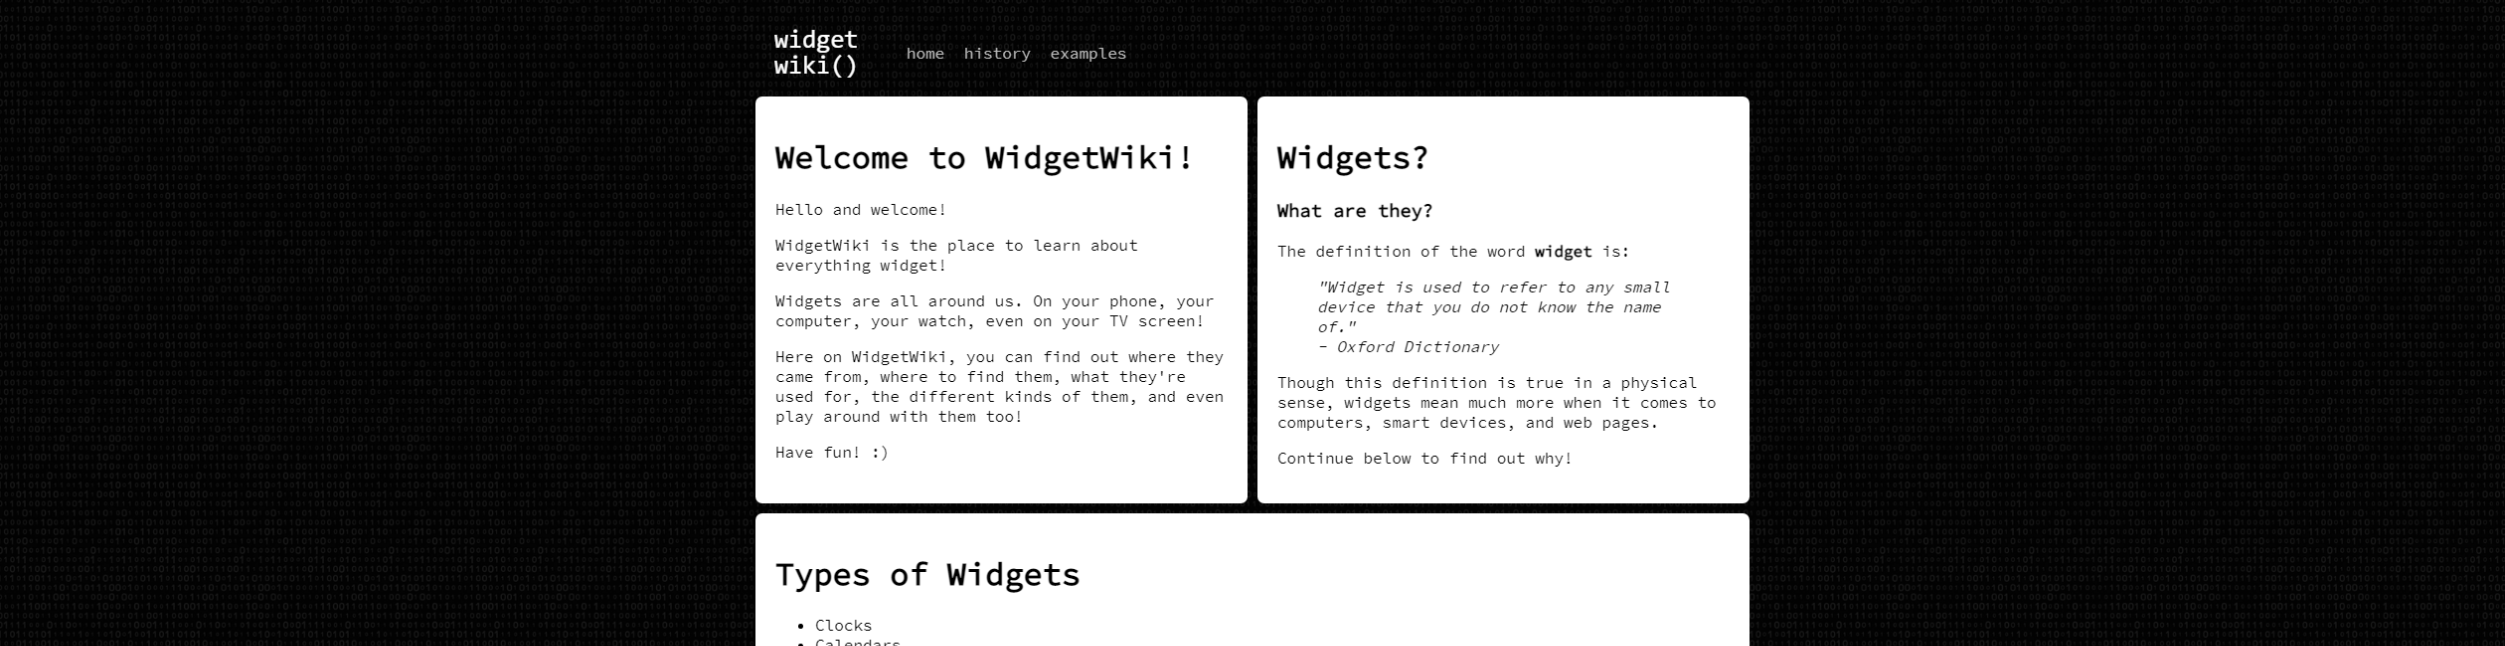 widget
wiki()
home history examples
Welcome to WidgetWiki!
Hello and welcome!
WidgetWiki is the place to learn about
everything widget!
Widgets are all around us. On your phone, your
computer, your watch, even on your TV screen!
Here on WidgetWiki, you can find out where they
came from, where to find them, what they're
used for, the different kinds of them, and even
play around with them too!
Have fun! :)
Widgets?
What are they?
The definition of the word widget is:
"Widget is used to refer to any small
device that you do not know the name
of."
- Oxford Dictionary
Though this definition is true in a physical
sense, widgets mean much more when it comes to
computers, smart devices, and web pages.
Continue below to find out why!
Types of Widgets
• Clocks
• Calendars